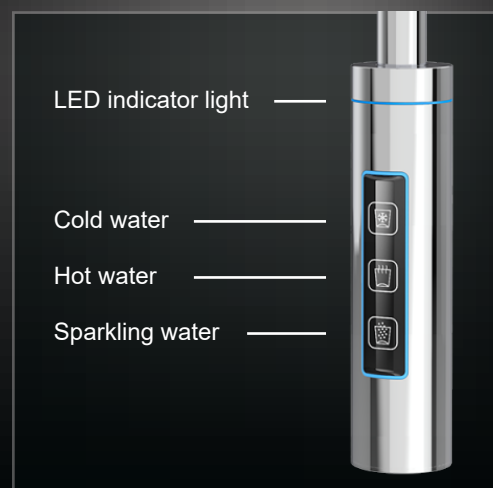 LED indicator light
Cold water
Hot water
Sparkling water